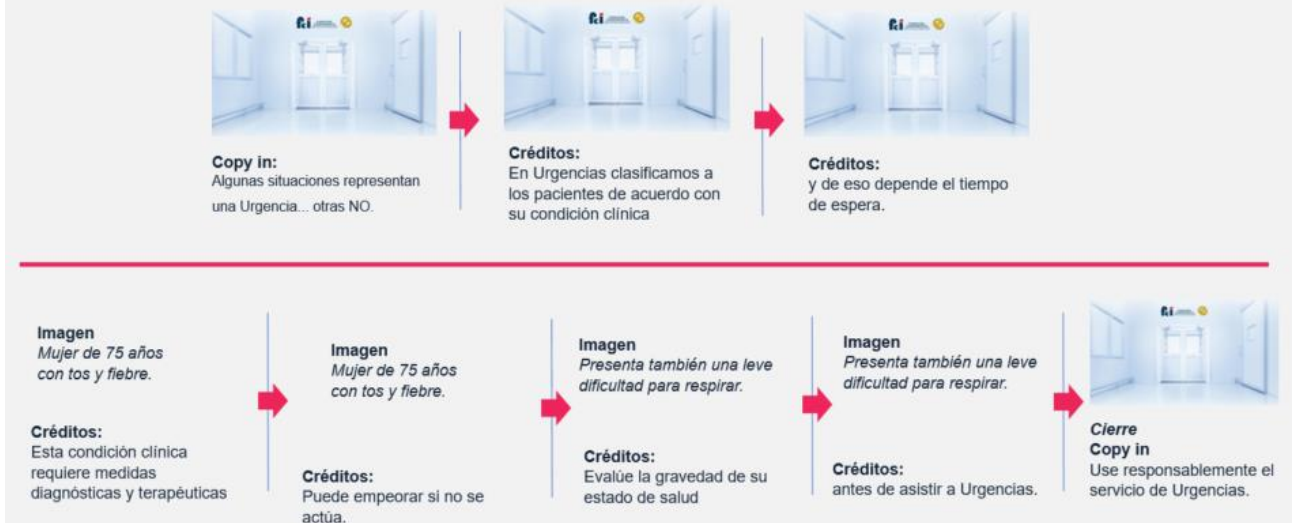 Copy in:
Algunas situaciones representan
una Urgencia... otras NO.
Créditos:
En Urgencias clasificamos a
los pacientes de acuerdo con
su condición clínica
Créditos:
y de eso depende el tiempo
de espera.
Imagen
Mujer de 75 años
con tos y fiebre.
Créditos:
Esta condición clínica
requiere medidas
diagnósticas y terapéuticas
Imagen
Mujer de 75 años
con tos y fiebre.
Créditos:
Puede empeorar si no se
actúa.
Imagen
Presenta también una leve
dificultad para respirar.
Créditos:
Evalúe la gravedad de su
estado de salud
Imagen
Presenta también una leve
dificultad para respirar.
Créditos:
antes de asistir a Urgencias.
Cierre
Copy in
Use responsablemente el
servicio de Urgencias.